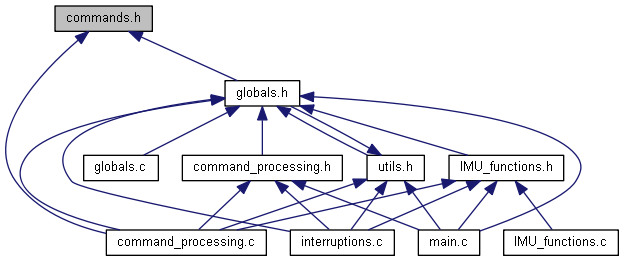 commands.h
globals.h
globals.c
command_processing.h
utils.h
IMU_functions.h
command_processing.c
interruptions.c
main.c
IMU_functions.c